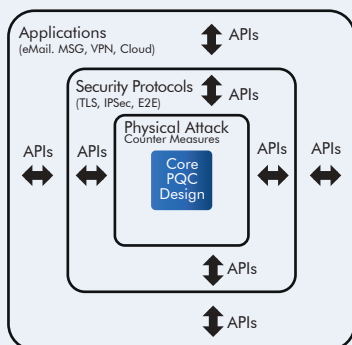 Applications
(eMail. MSG, VPN, Cloud)
APIs
Security Protocols
(TLS, IPSec, E2E)
APIs
Physical Attack
Counter Measures
APIs
APIs
Core
PQC
Design
APIs
APIs
APIs
APIs